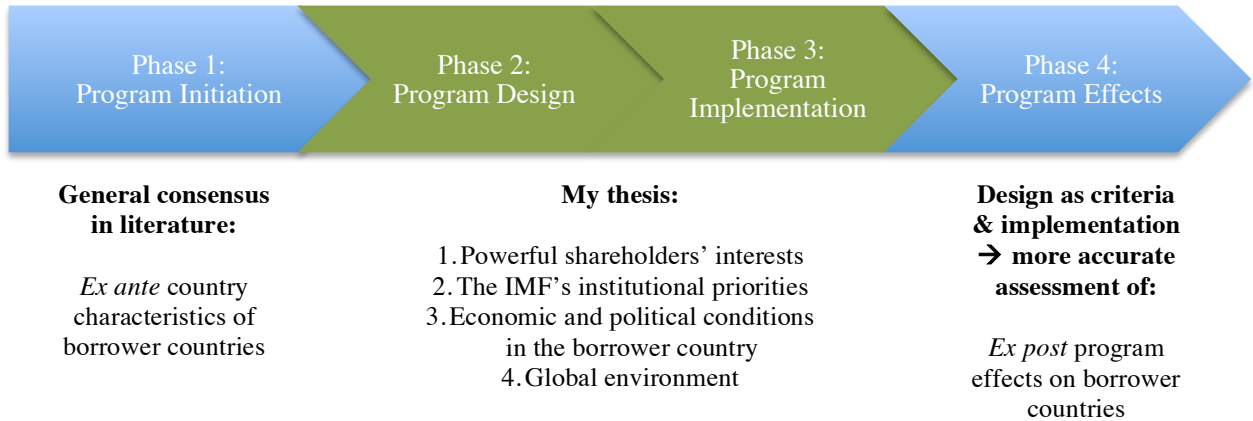 Phase 1:
Program Initiation
Phase 2:
Program Design
Phase 3:
Program
Implementation
Phase 4:
Program Effects
General consensus
in literature:
Ex ante country
characteristics of
borrower countries
My thesis:
1. Powerful shareholders’ interests
2. The IMF’s institutional priorities
3. Economic and political conditions
in the borrower country
4. Global environment
Design as criteria
& implementation
→ more accurate
assessment of:
Ex post program
effects on borrower
countries